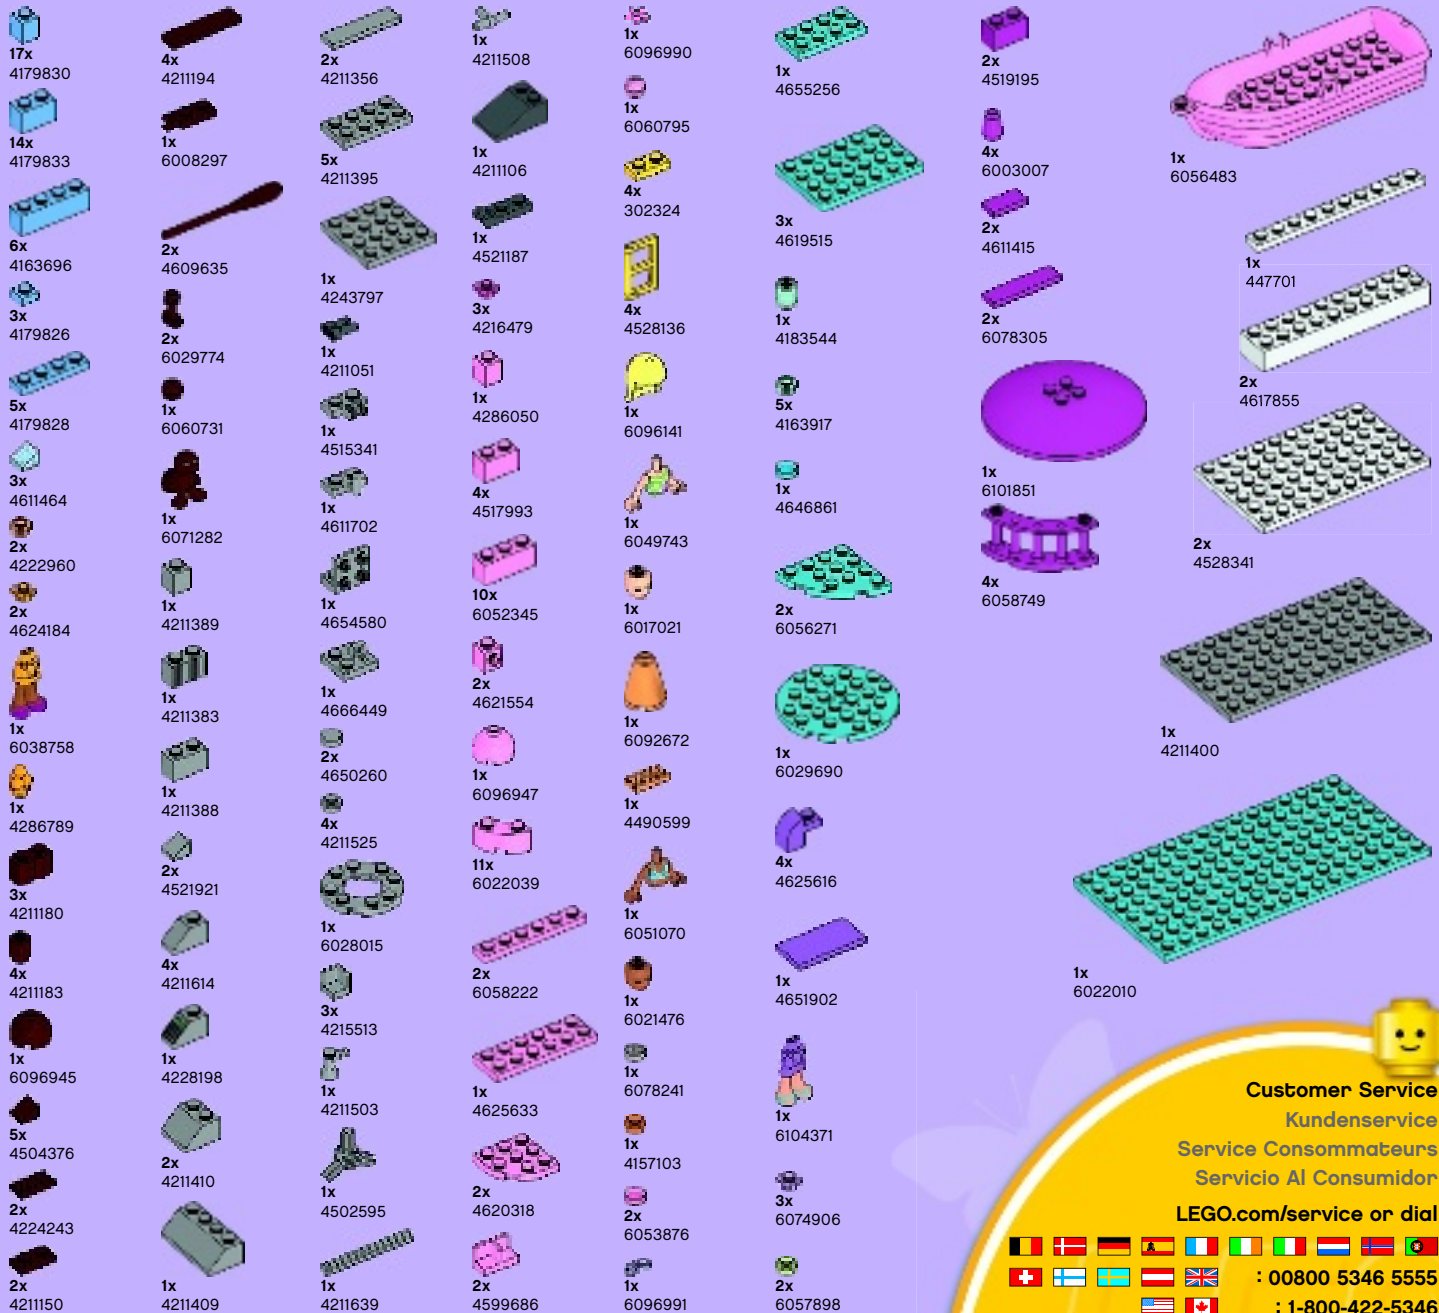 17x
4179830
14x
4179833
6x
4163696
3x
4179826
5x
4179828
3x
4611464
2x
4222960
2x
4624184
1x
6038758
1x
4286789
3x
4211180
4x
4211183
1x
6096945
5x
4504376
2x
4224243
2x
4211150
4x
4211194
1x
6008297
2x
4609635
2x
6029774
1x
6060731
1x
6071282
1x
4211389
1x
4211383
1x
4211388
2x
4521921
4x
4211614
1x
4228198
2x
4211410
1x
4211409
2x
4211356
5x
4211395
1x
4243797
1x
4211051
1x
4515341
1x
4611702
1x
4654580
1x
4666449
2x
4650260
4x
4211525
1x
6028015
3x
4215513
1x
4211503
1x
4502595
1x
4211639
1x
4211508
1x
4211106
1x
4521187
3x
4216479
1x
4286050
4x
4517993
10x
6052345
2x
4621554
1x
6096947
11x
6022039
2x
6058222
1x
4625633
2x
4620318
2x
4599686
1x
6096990
1x
6060795
4x
302324
4x
4528136
1x
6096141
1x
6049743
1x
6017021
1x
6092672
1x
4490599
1x
6051070
1x
6021476
1x
6078241
1x
4157103
2x
6053876
1x
6096991
1x
4655256
3x
4619515
1x
4183544
5x
4163917
1x
4646861
2x
6056271
1x
6029690
4x
4625616
1x
4651902
1x
6104371
3x
6074906
2x
6057898
2x
4519195
4x
6003007
2x
4611415
2x
6078305
1x
6101851
4x
6058749
1x
6056483
1x
447701
2x
4617855
2x
4528341
1x
4211400
1x
6022010
Customer Service
Kundenservice
Service Consommateurs
Servicio Al Consumidor
LEGO.com/service or dial
: 00800 5346 5555
: 1-800-422-5346